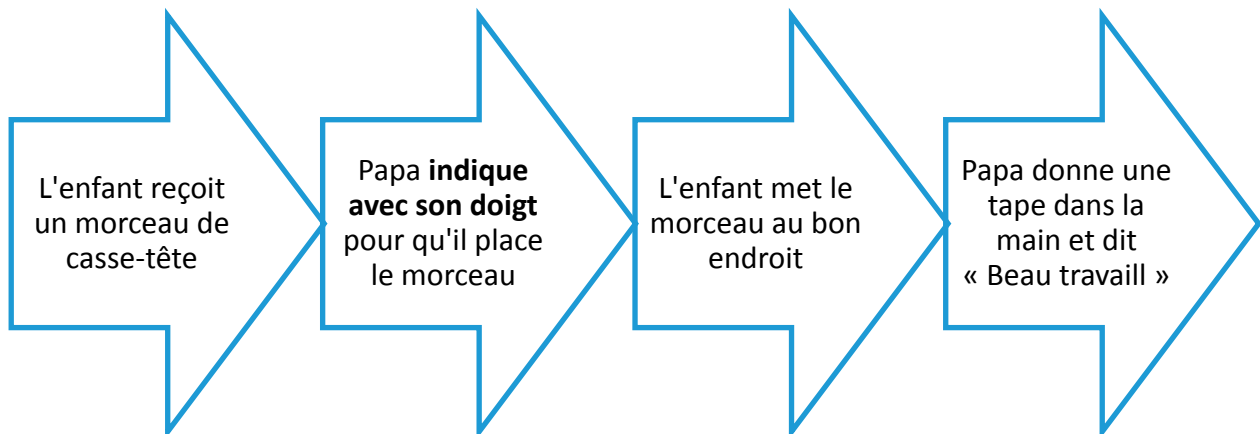 L'enfant reçoit
un morceau de
casse-tête
Papa indique
avec son doigt
pour qu'il place
le morceau
L'enfant met le
morceau au bon
endroit
Papa donne une
tape dans la
main et dit
« Beau travaill »